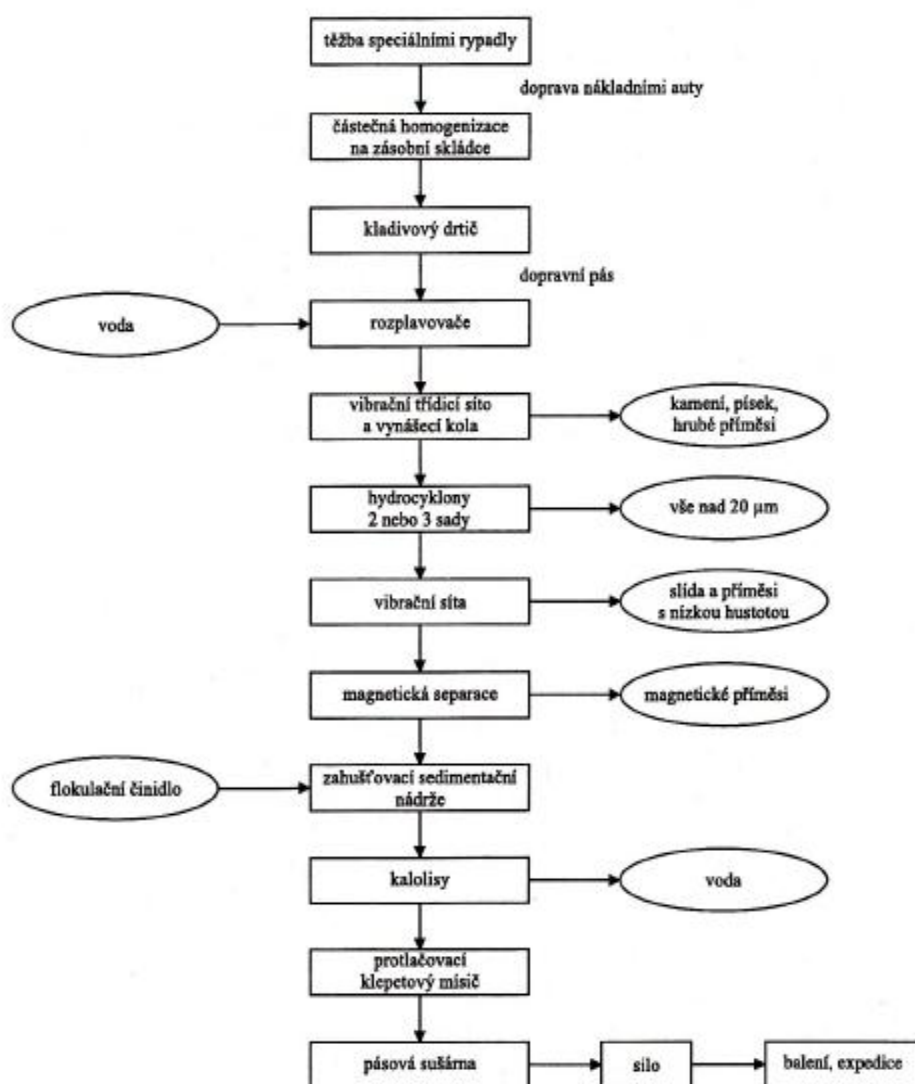 těžba speciálními rypadly
doprava nákladními auty
částečná homogenizace
na zásobní skládce
kladivový drtič
dopravní pás
voda
rozplavovače
vibrační třídicí síto
a vynášecí kola
kamení, písek,
hrubé příměsi
hydrocyklony
2 nebo 3 sady
vše nad 20 μm
vibrační síta
slída a příměsi
s nízkou hustotou
magnetická separace
magnetické příměsi
flokulační činidlo
zahušťovací sedimentační
nádrže
kalolisy
voda
protlačovací
klepetový mísič
pásová sušárna
silo
balení, expedice